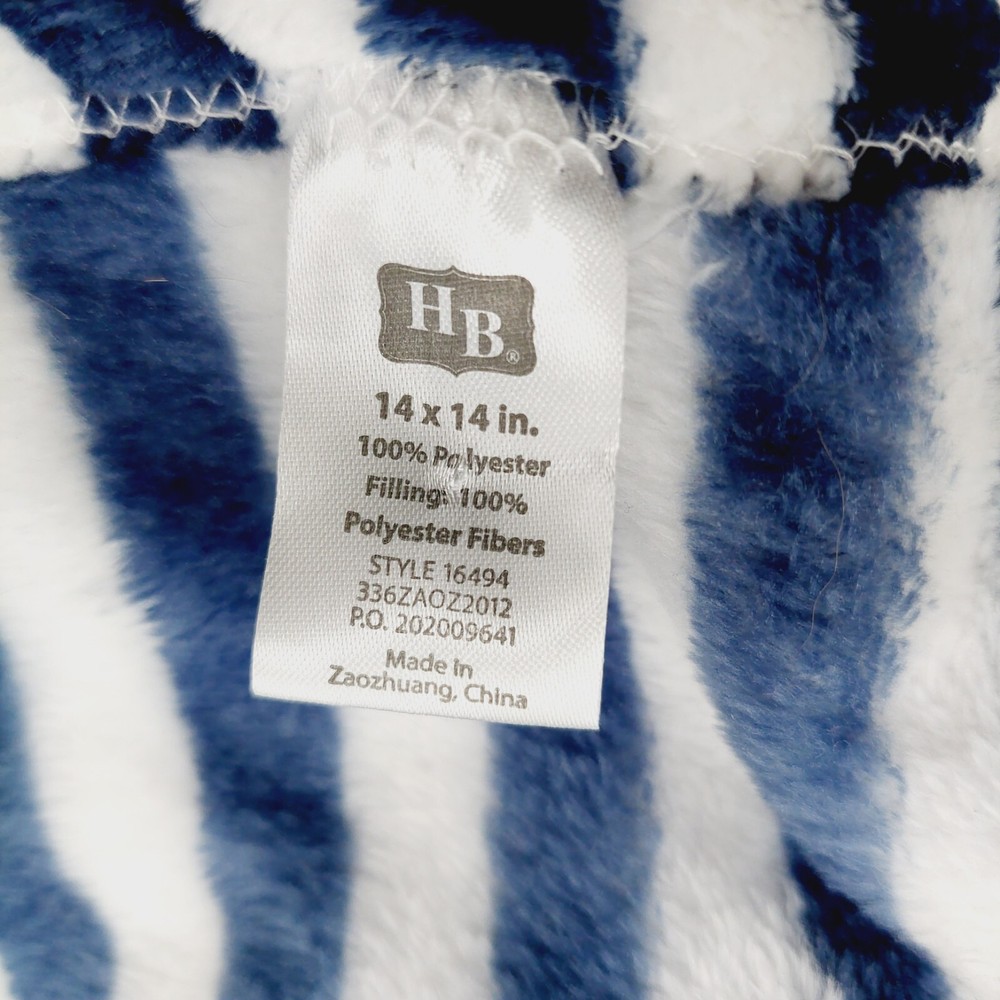 HB®
14 x 14 in.
100% Polyester
Filling: 100%
Polyester Fibers
STYLE 16494
336ZAOZ2012
P.O. 202009641
Made In
Zaozhuang, China